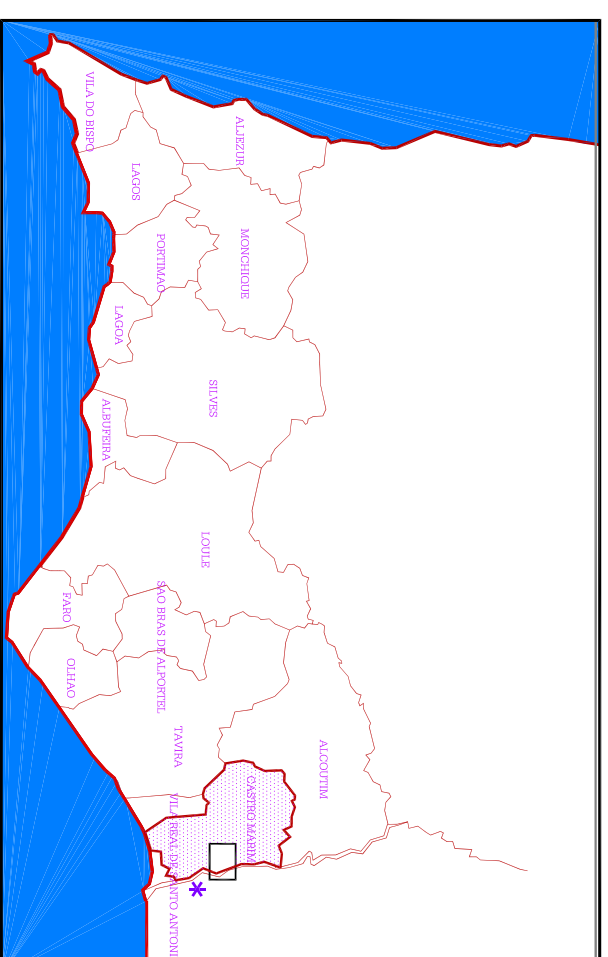 VILA DO BISPO
ALJEZUR
LAGOS
MONCHIQUE
PORTIMAO
LAGOA
SILVES
ALBUFEIRA
LOULE
FARO
SAO BRAS DE ALPORTEL
OLHAO
TAVIRA
ALCOUTIM
CASTRO MARIM
VILA REAL DE SANTO ANTONI
*